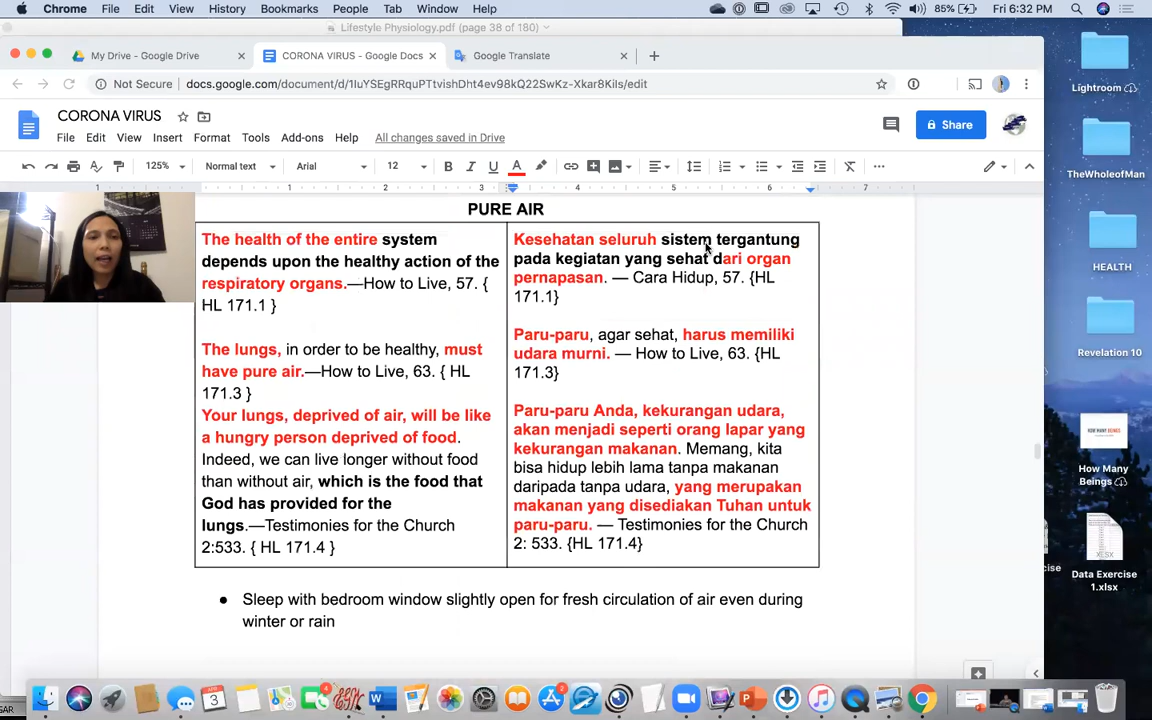 Chrome File Edit View History Bookmarks People Tab Window Help 85% Fri 6:32 PM
Lifestyle Physiology.pdf (page 38 of 180)
My Drive - Google Drive
CORONA VIRUS - Google Docs
Google Translate
Not Secure docs.google.com/document/d/1IuYSEgRRquPTtvishDht4ev98kQ22SwKz-Xkar8KiIs/edit
CORONA VIRUS
File Edit View Insert Format Tools Add-ons Help All changes saved in Drive
Share
125% Normal text Arial 12 B I U A
1 1 2 3 4 5 6 7
PURE AIR
The health of the entire system
depends upon the healthy action of the
respiratory organs.—How to Live, 57. {
HL 171.1 }
The lungs, in order to be healthy, must
have pure air.—How to Live, 63. { HL
171.3 }
Your lungs, deprived of air, will be like
a hungry person deprived of food.
Indeed, we can live longer without food
than without air, which is the food that
God has provided for the
lungs.—Testimonies for the Church
2:533. { HL 171.4 }
Kesehatan seluruh sistem tergantung
pada kegiatan yang sehat dari organ
pernapasan. — Cara Hidup, 57. {HL
171.1}
Paru-paru, agar sehat, harus memiliki
udara murni. — How to Live, 63. {HL
171.3}
Paru-paru Anda, kekurangan udara,
akan menjadi seperti orang lapar yang
kekurangan makanan. Memang, kita
bisa hidup lebih lama tanpa makanan
daripada tanpa udara, yang merupakan
makanan yang disediakan Tuhan untuk
paru-paru. — Testimonies for the Church
2: 533. {HL 171.4}
● Sleep with bedroom window slightly open for fresh circulation of air even during
winter or rain
Lightroom
TheWholeofMan
HEALTH
Revelation 10
How Many
Beings
Data Exercise
1.xlsx